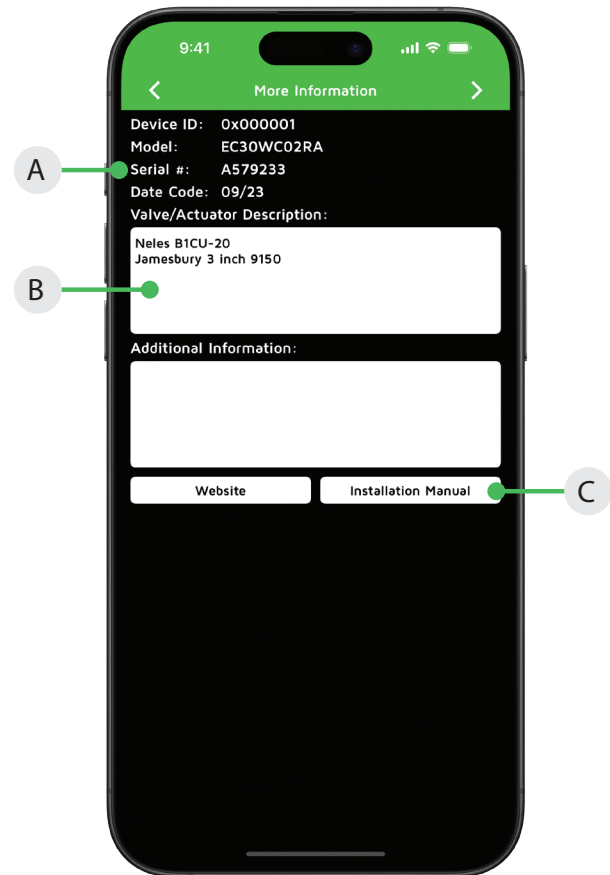 9:41
More Information
Device ID: 0x000001
Model: EC30WC02RA
A
Serial #: A579233
Date Code: 09/23
Valve/Actuator Description:
Neles B1CU-20
Jamesbury 3 inch 9150
B
Additional Information:
Website Installation Manual
C